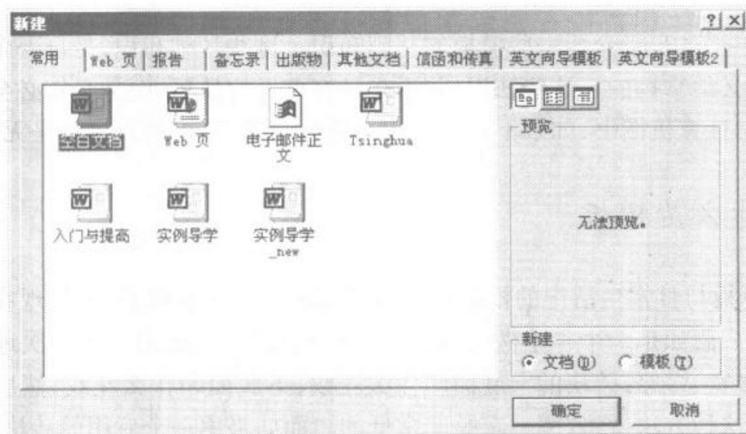 新建
常用 Web 页 报告 备忘录 出版物 其他文档 信函和传真 英文向导模板 英文向导模板2
空白文档 Web 页 电子邮件正文 Tsinghua
预览
无法预览。
入门与提高 实例导学 实例导学_new
新建
文档(D) 模板(T)
确定 取消